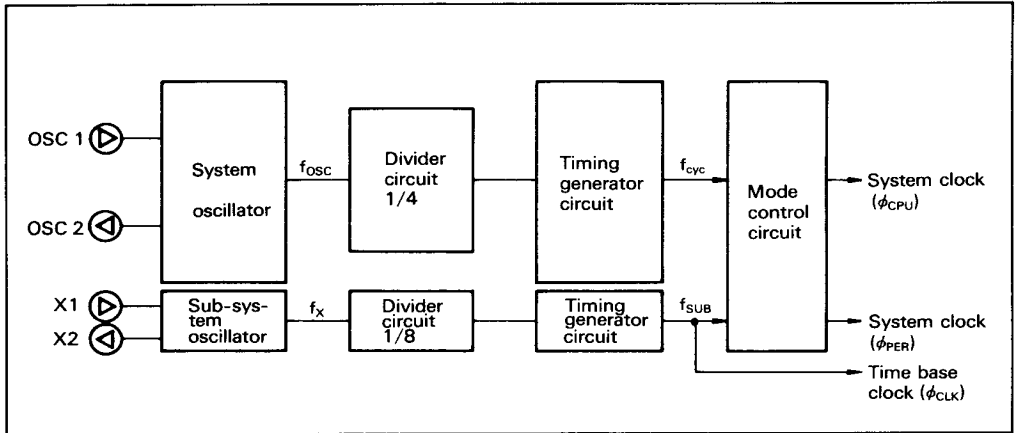 OSC 1
OSC 2
System
oscillator
fOSC
Divider
circuit
1/4
Timing
generator
circuit
fcyc
Mode
control
circuit
System clock
(ϕCPU)
X1
X2
Sub-sys-
tem
oscillator
fX
Divider
circuit
1/8
Timing
generator
circuit
fSUB
System clock
(ϕPER)
Time base
clock (ϕCLK)